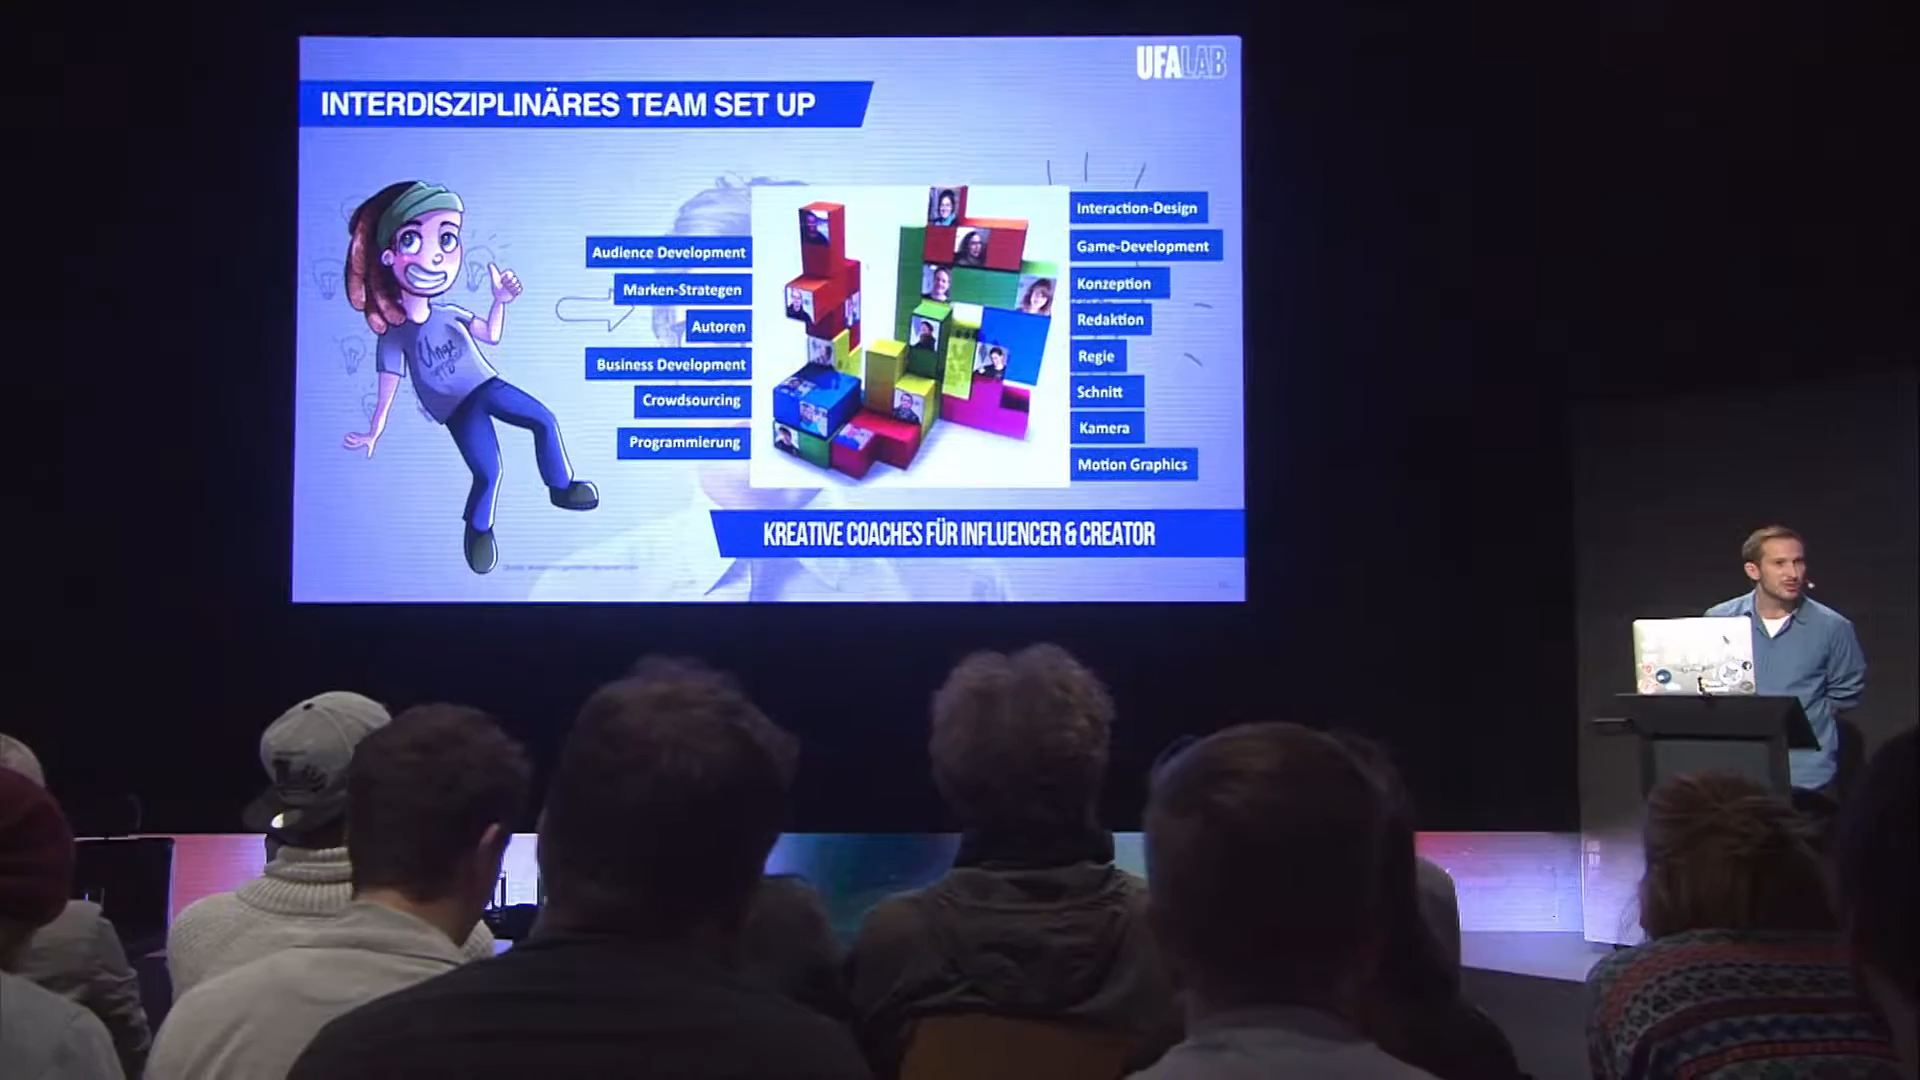 UFALAB
INTERDISZIPLINÄRES TEAM SET UP
Audience Development
Marken-Strategen
Autoren
Business Development
Crowdsourcing
Programmierung
Interaction-Design
Game-Development
Konzeption
Redaktion
Regie
Schnitt
Kamera
Motion Graphics
Unge
KREATIVE COACHES FÜR INFLUENCER & CREATOR